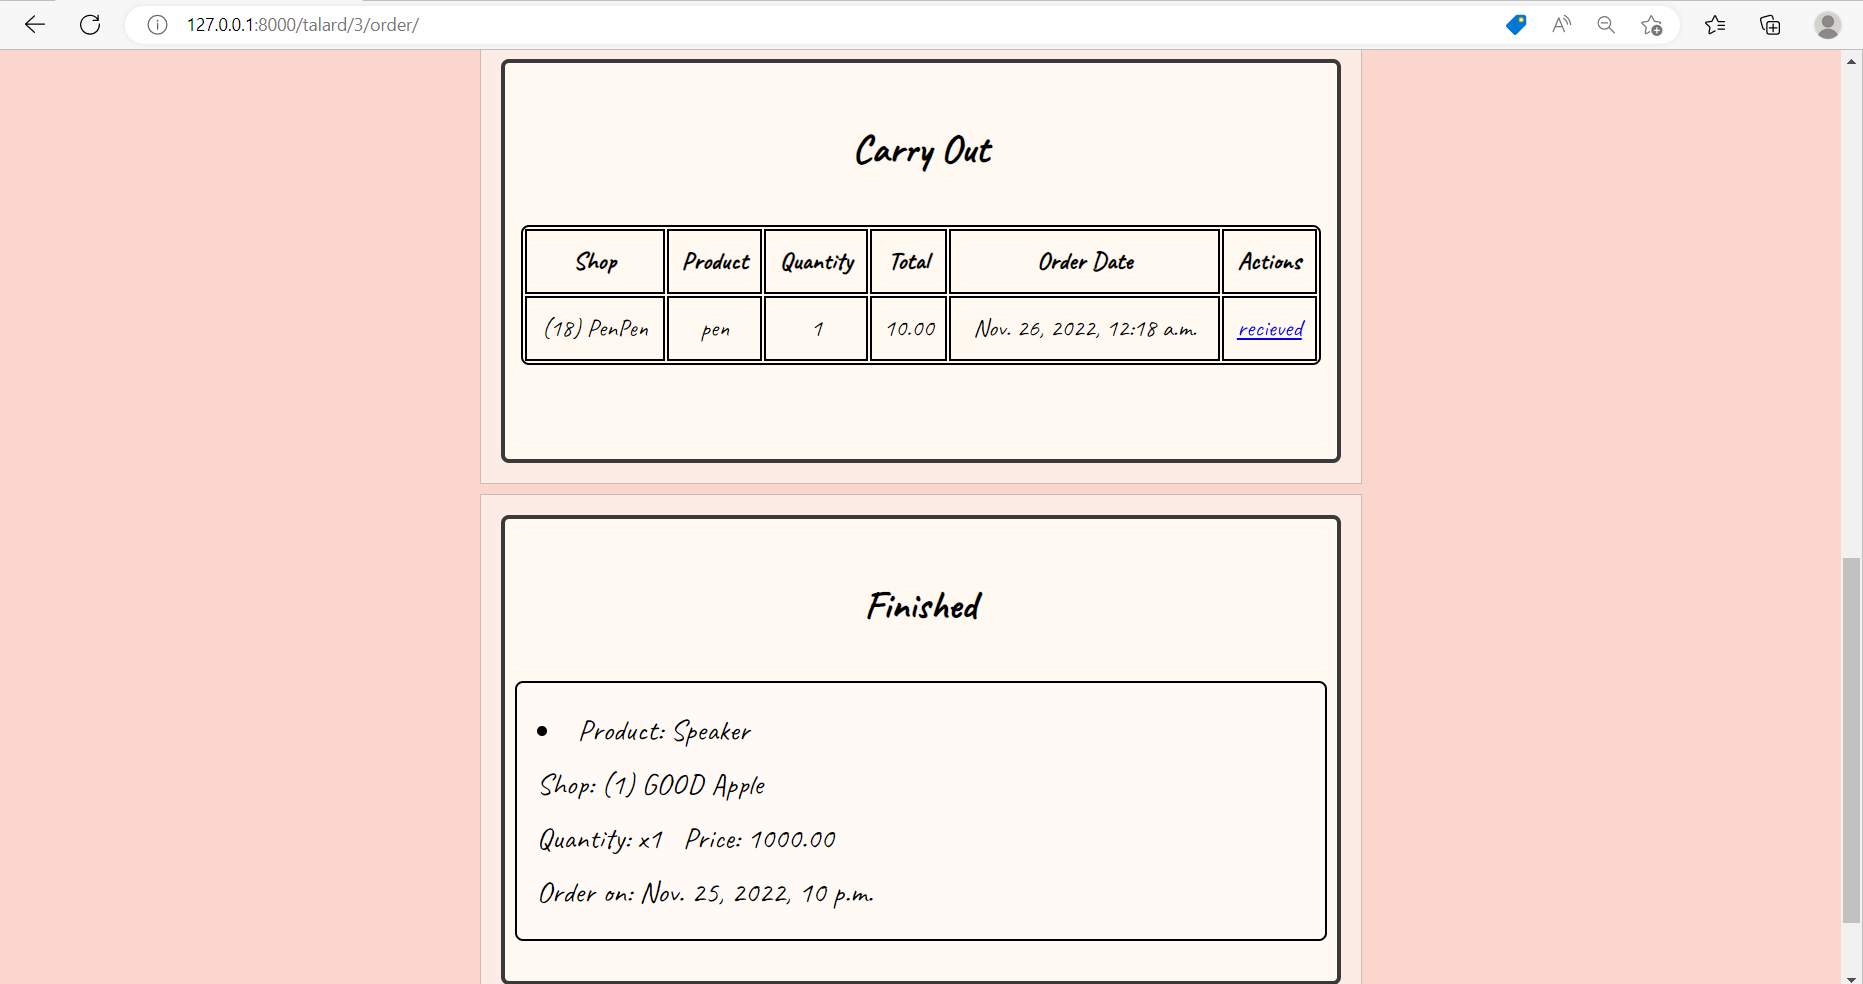 127.0.0.1:8000/talard/3/order/
Carry Out
Shop Product Quantity Total Order Date Actions
(18) PenPen pen 1 10.00 Nov. 26, 2022, 12:18 a.m. recieved
Finished
• Product: Speaker
Shop: (1) GOOD Apple
Quantity: x1 Price: 1000.00
Order on: Nov. 25, 2022, 10 p.m.